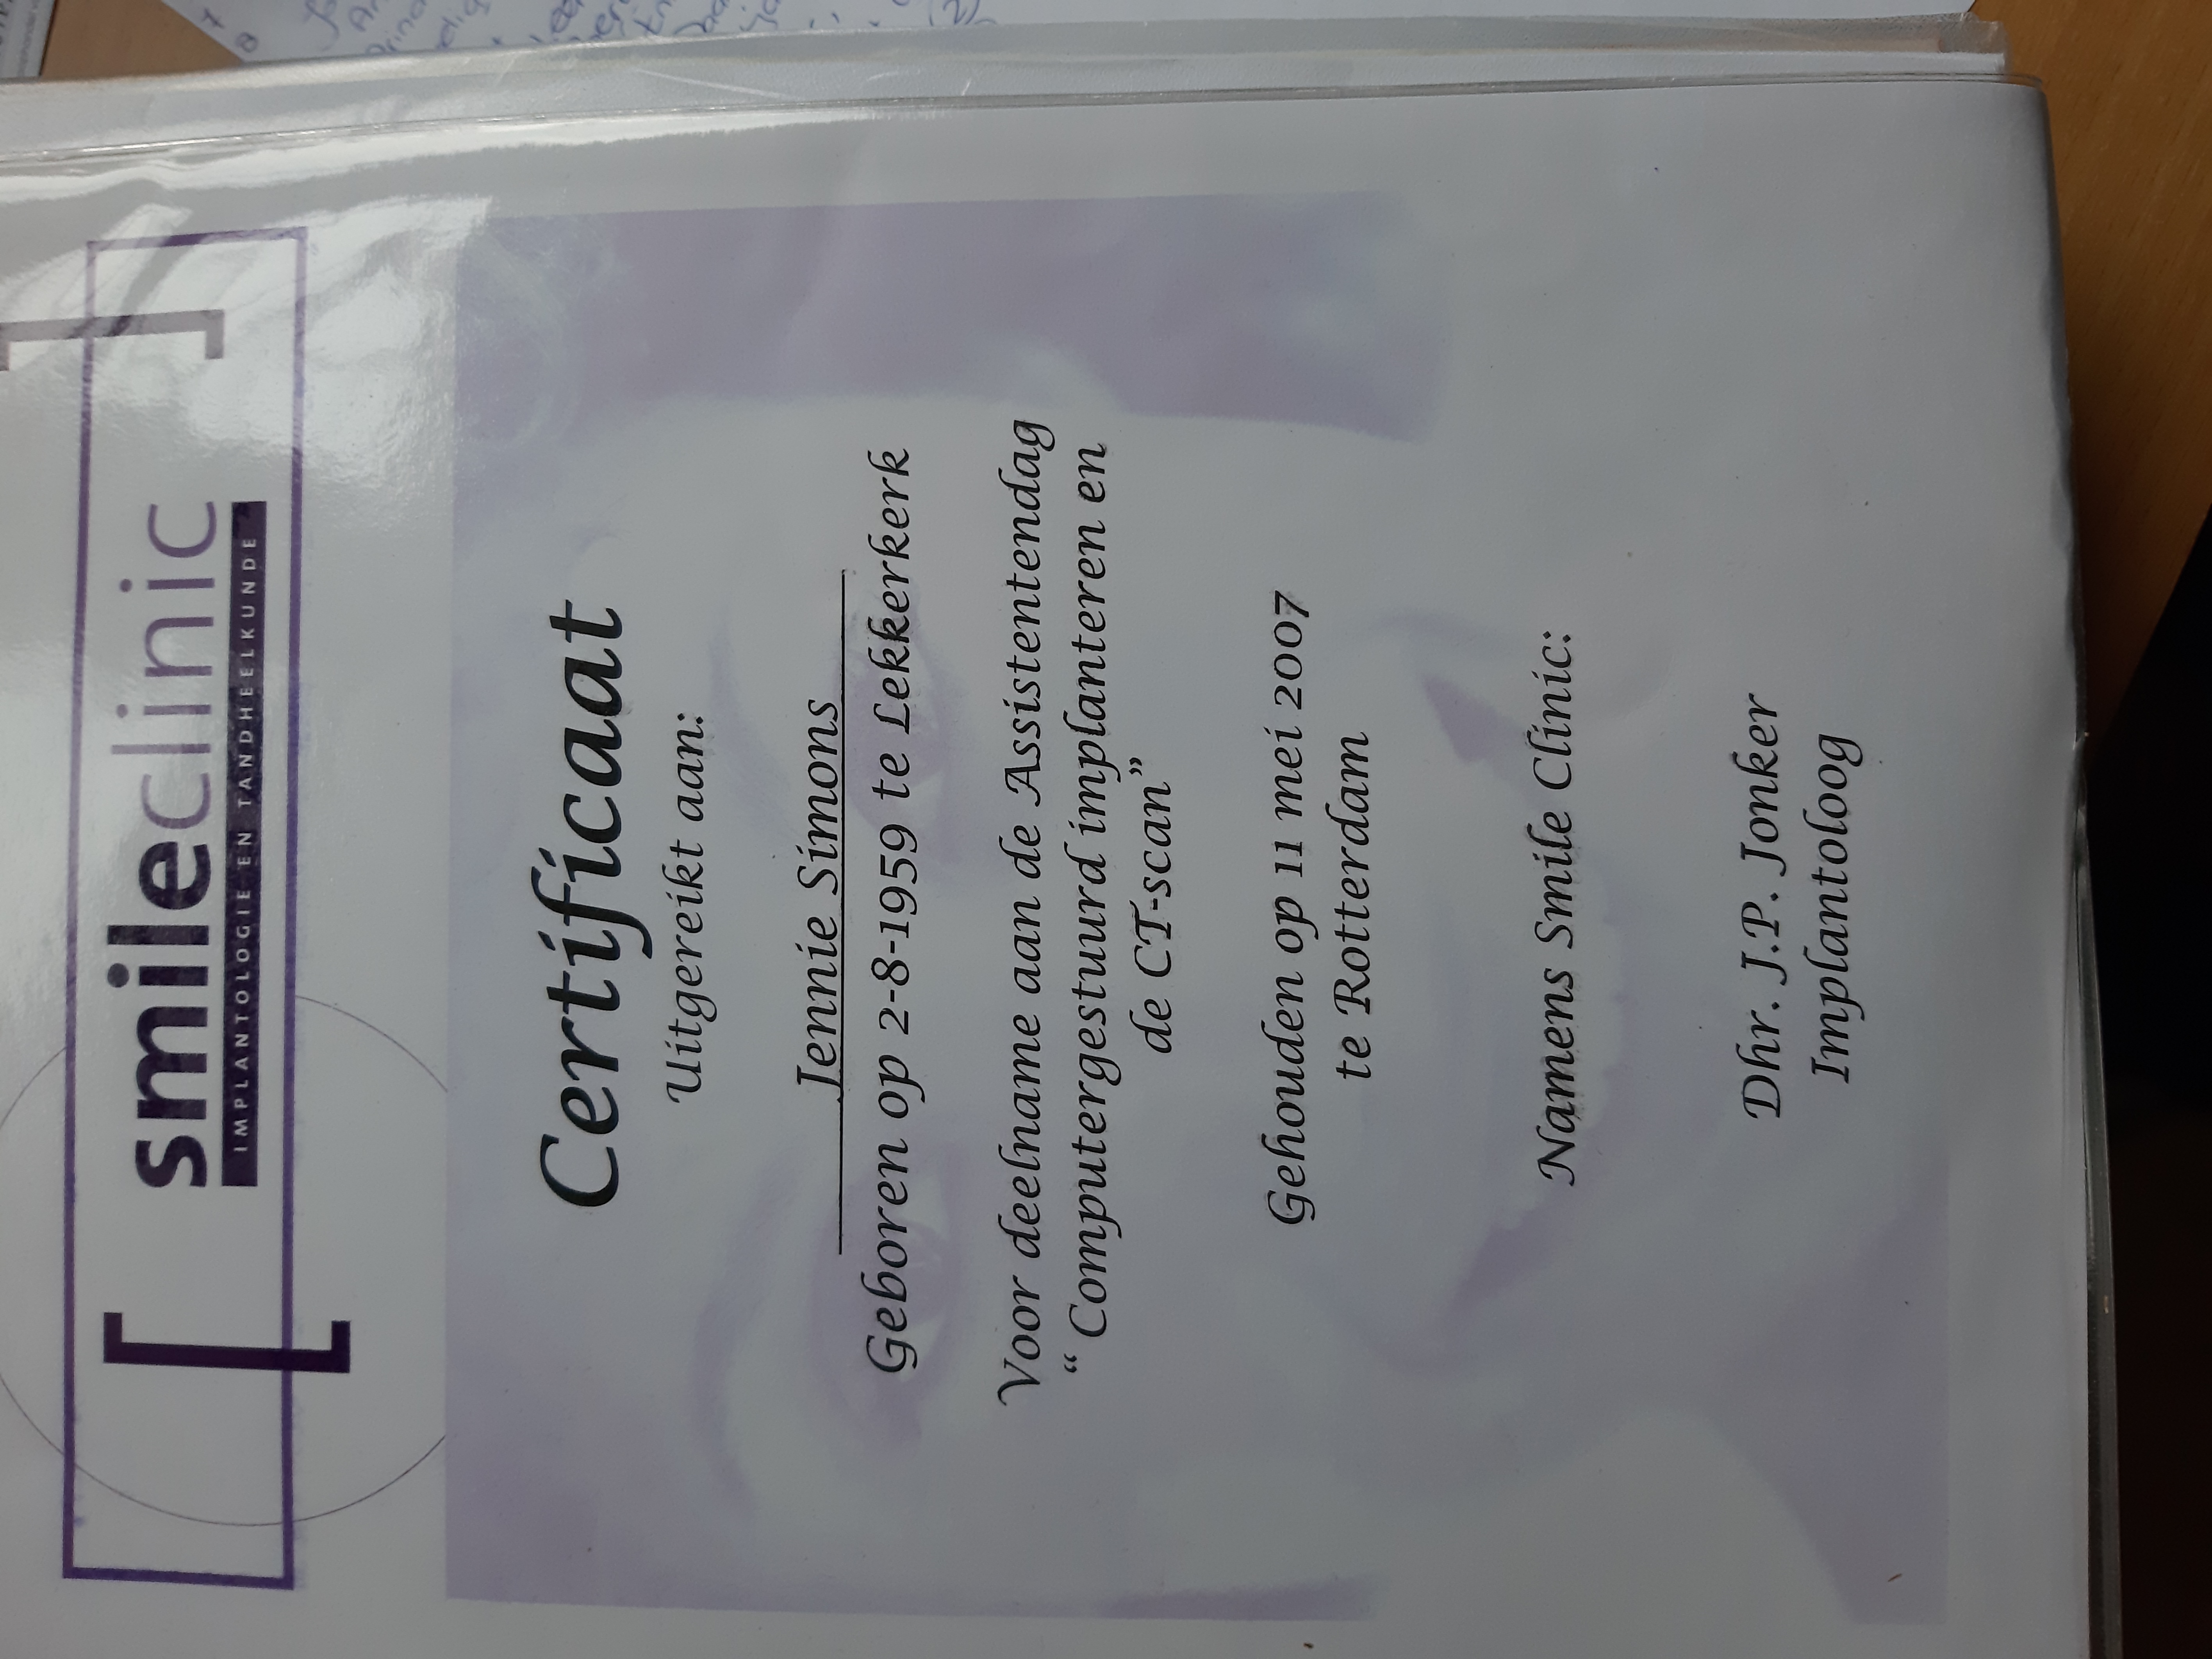 smileclinic
IMPLANTOLOGIE EN TANDHEELKUNDE
Certificaat
Uitgereikt aan:
Jennie Simons
Geboren op 2-8-1959 te Lekkerkerk
Voor deelname aan de Assistentendag
“ Computergestuurd implanteren en
de CT-scan”
Gehouden op 11 mei 2007
te Rotterdam
Namens Smile Clinic:
Dhr. J.P. Jonker
Implantoloog